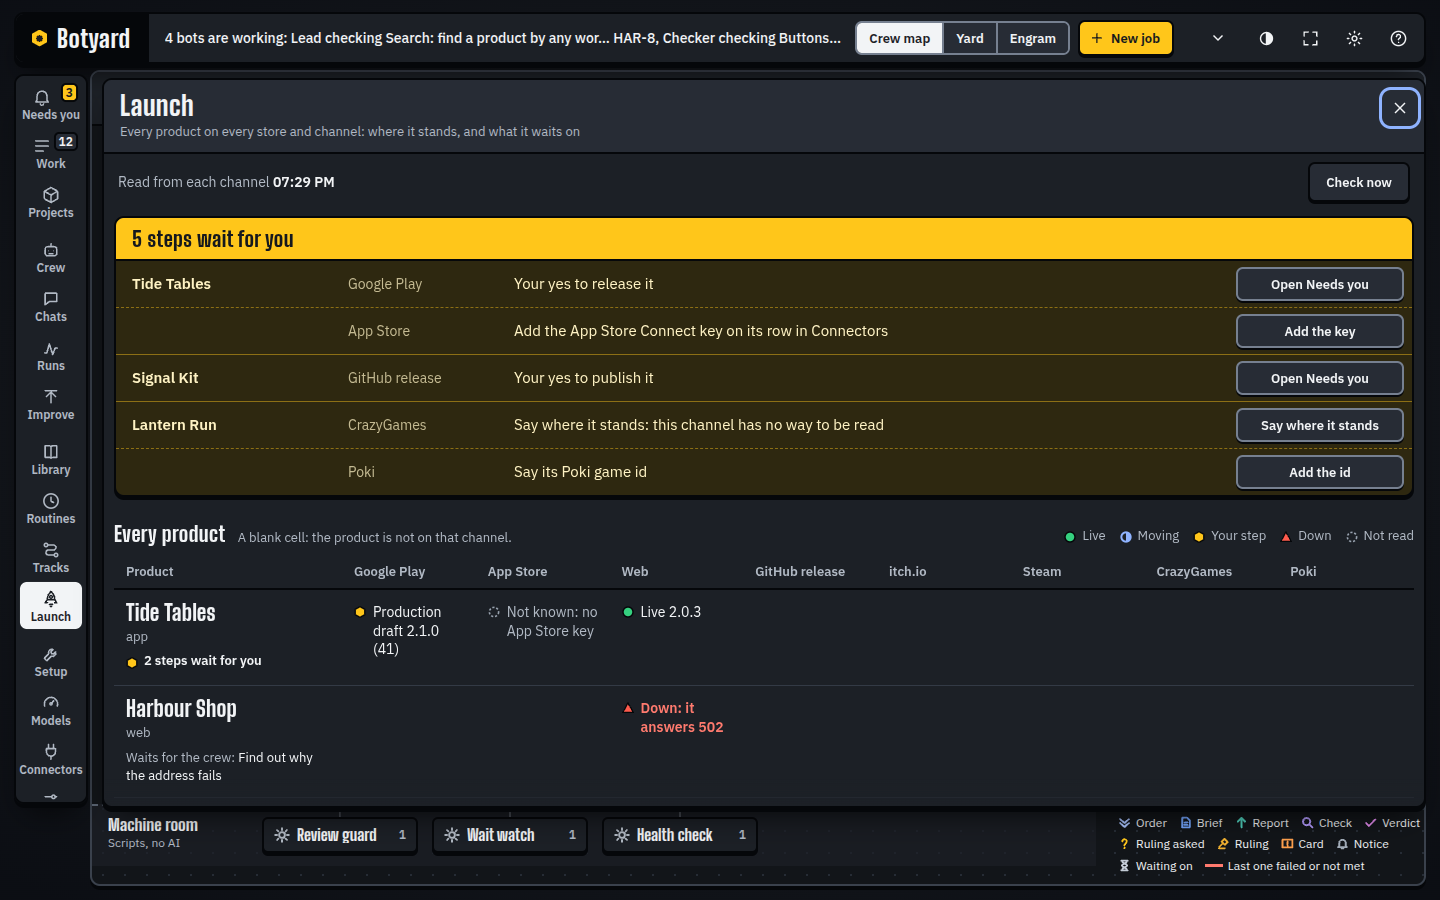 Botyard
4 bots are working: Lead checking Search: find a product by any wor... HAR-8, Checker checking Buttons...
Crew map
Yard
Engram
+ New job
Needs you
3
Work
12
Projects
Crew
Chats
Runs
Improve
Library
Routines
Tracks
Launch
Setup
Models
Connectors
Launch
Every product on every store and channel: where it stands, and what it waits on
Read from each channel 07:29 PM
Check now
5 steps wait for you
Tide Tables Google Play Your yes to release it Open Needs you
App Store Add the App Store Connect key on its row in Connectors Add the key
Signal Kit GitHub release Your yes to publish it Open Needs you
Lantern Run CrazyGames Say where it stands: this channel has no way to be read Say where it stands
Poki Say its Poki game id Add the id
Every product A blank cell: the product is not on that channel.
Live Moving Your step Down Not read
Product Google Play App Store Web GitHub release itch.io Steam CrazyGames Poki
Tide Tables
app
2 steps wait for you
Production
draft 2.1.0
(41)
Not known: no
App Store key
Live 2.0.3
Harbour Shop
web
Waits for the crew: Find out why
the address fails
Down: it
answers 502
Machine room
Scripts, no AI
Review guard 1
Wait watch 1
Health check 1
Order Brief Report Check Verdict
Ruling asked Ruling Card Notice
Waiting on Last one failed or not met